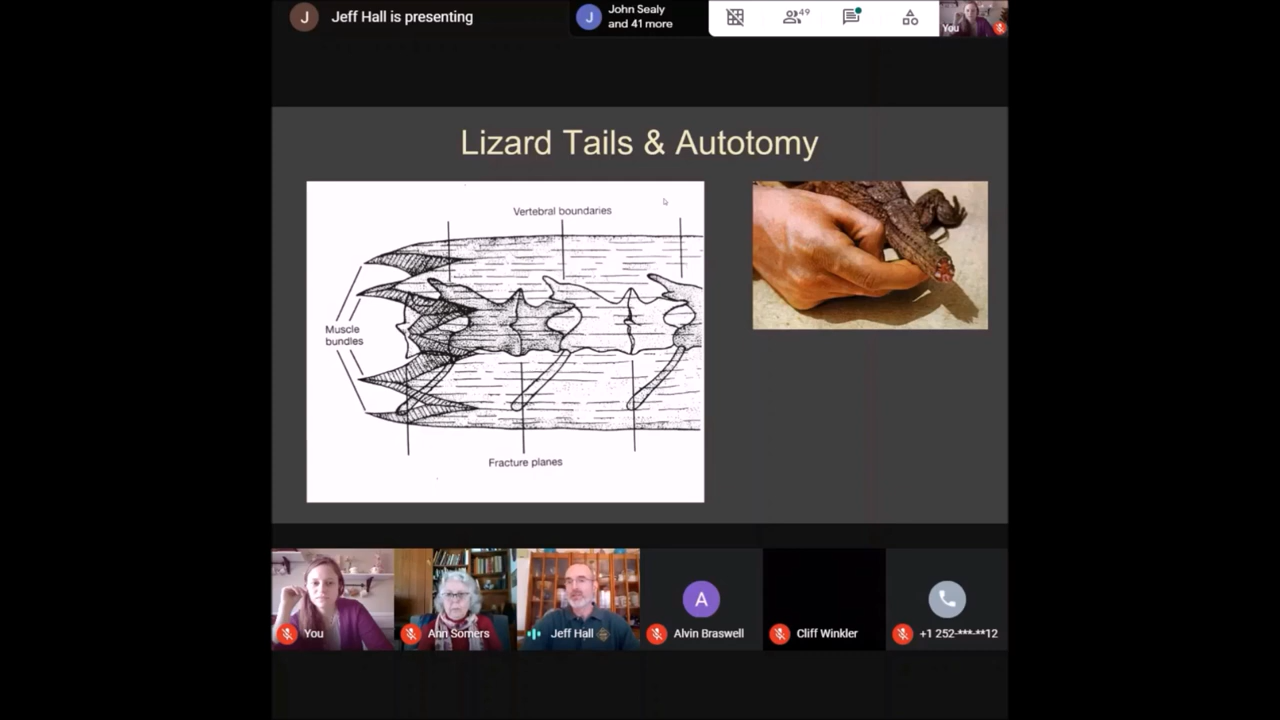 J
Jeff Hall is presenting
J
John Sealy
and 41 more
49
You
Lizard Tails & Autotomy
Vertebral boundaries
Muscle
bundles
Fracture planes
You
Ann Somers
Jeff Hall
A
Alvin Braswell
Cliff Winkler
+1 252-***-**12